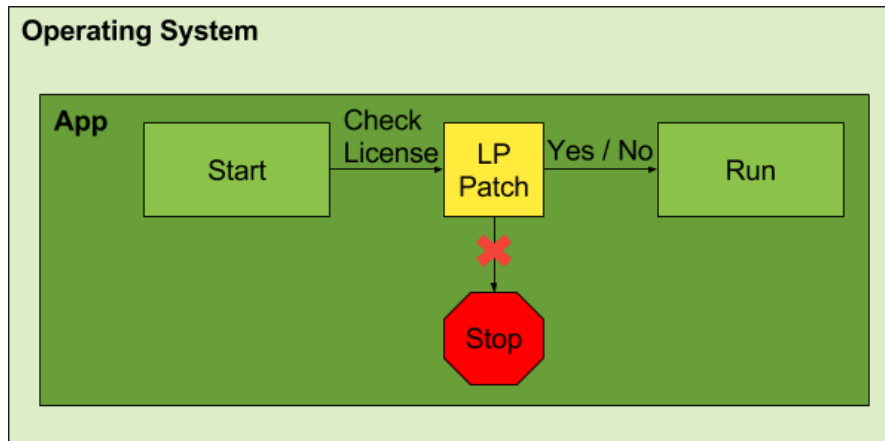 Operating System
App
Start
Check
License
LP
Patch
Yes / No
Run
Stop